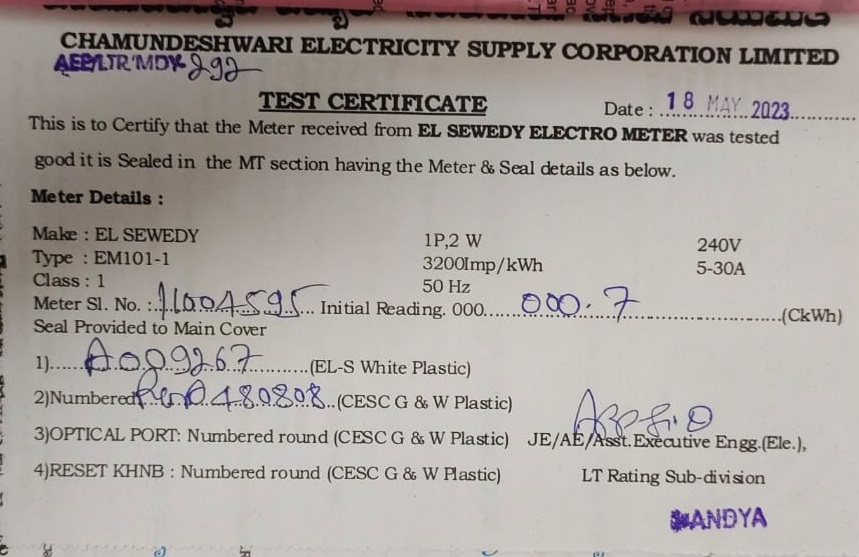 CHAMUNDESHWARI ELECTRICITY SUPPLY CORPORATION LIMITED
AEE/LTR'MDY 292
TEST CERTIFICATE
Date : 18 MAY 2023
This is to Certify that the Meter received from EL SEWEDY ELECTRO METER was tested
good it is Sealed in the MT section having the Meter & Seal details as below.
Meter Details :
Make : EL SEWEDY 1P,2 W 240V
Type : EM101-1 3200Imp/kWh 5-30A
Class : 1 50 Hz
Meter Sl. No. : 11004595 Initial Reading. 000 000.7 (CkWh)
Seal Provided to Main Cover
1) A009267 (EL-S White Plastic)
2)Numbered 480808 (CESC G & W Plastic)
3)OPTICAL PORT: Numbered round (CESC G & W Plastic) JE/AE/Asst.Executive Engg.(Ele.),
4)RESET KHNB : Numbered round (CESC G & W Plastic) LT Rating Sub-division
MANDYA